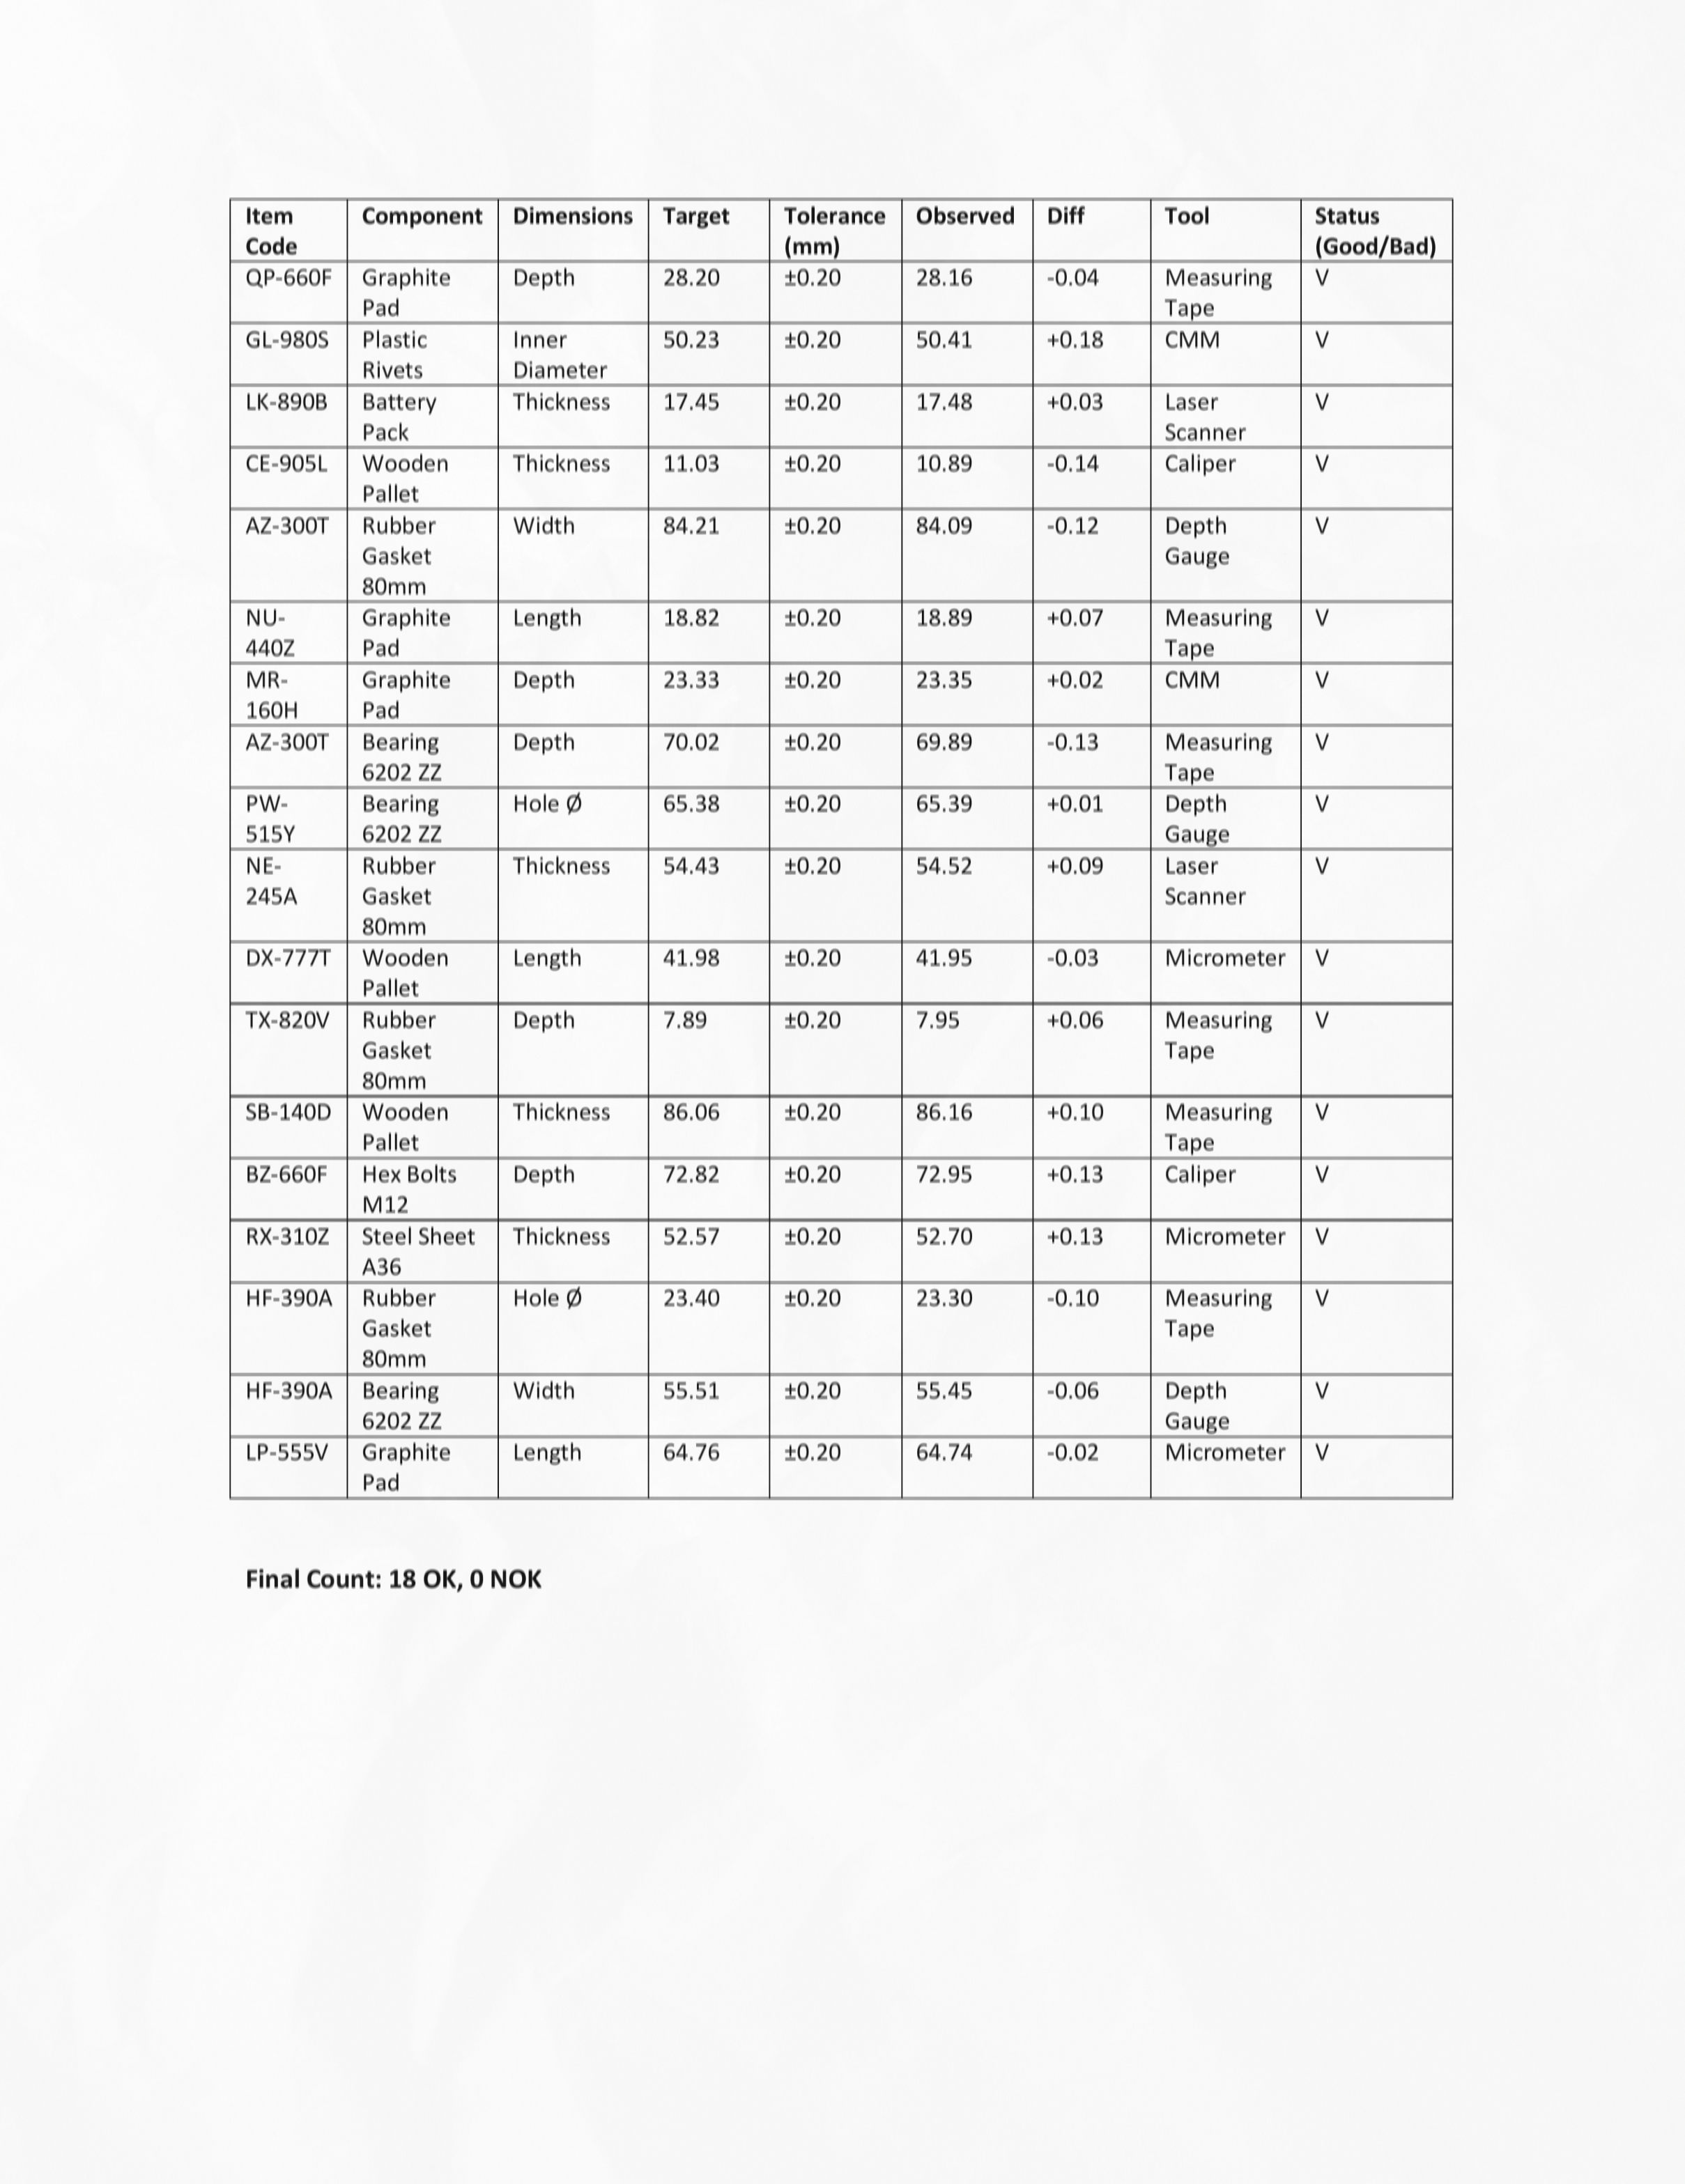 Item Code Component Dimensions Target Tolerance (mm) Observed Diff Tool Status (Good/Bad)
QP-660F Graphite Pad Depth 28.20 ±0.20 28.16 -0.04 Measuring Tape V
GL-980S Plastic Rivets Inner Diameter 50.23 ±0.20 50.41 +0.18 CMM V
LK-890B Battery Pack Thickness 17.45 ±0.20 17.48 +0.03 Laser Scanner V
CE-905L Wooden Pallet Thickness 11.03 ±0.20 10.89 -0.14 Caliper V
AZ-300T Rubber Gasket 80mm Width 84.21 ±0.20 84.09 -0.12 Depth Gauge V
NU-440Z Graphite Pad Length 18.82 ±0.20 18.89 +0.07 Measuring Tape V
MR-160H Graphite Pad Depth 23.33 ±0.20 23.35 +0.02 CMM V
AZ-300T Bearing 6202 ZZ Depth 70.02 ±0.20 69.89 -0.13 Measuring Tape V
PW-515Y Bearing 6202 ZZ Hole Ø 65.38 ±0.20 65.39 +0.01 Depth Gauge V
NE-245A Rubber Gasket 80mm Thickness 54.43 ±0.20 54.52 +0.09 Laser Scanner V
DX-777T Wooden Pallet Length 41.98 ±0.20 41.95 -0.03 Micrometer V
TX-820V Rubber Gasket 80mm Depth 7.89 ±0.20 7.95 +0.06 Measuring Tape V
SB-140D Wooden Pallet Thickness 86.06 ±0.20 86.16 +0.10 Measuring Tape V
BZ-660F Hex Bolts M12 Depth 72.82 ±0.20 72.95 +0.13 Caliper V
RX-310Z Steel Sheet A36 Thickness 52.57 ±0.20 52.70 +0.13 Micrometer V
HF-390A Rubber Gasket 80mm Hole Ø 23.40 ±0.20 23.30 -0.10 Measuring Tape V
HF-390A Bearing 6202 ZZ Width 55.51 ±0.20 55.45 -0.06 Depth Gauge V
LP-555V Graphite Pad Length 64.76 ±0.20 64.74 -0.02 Micrometer V
Final Count: 18 OK, 0 NOK